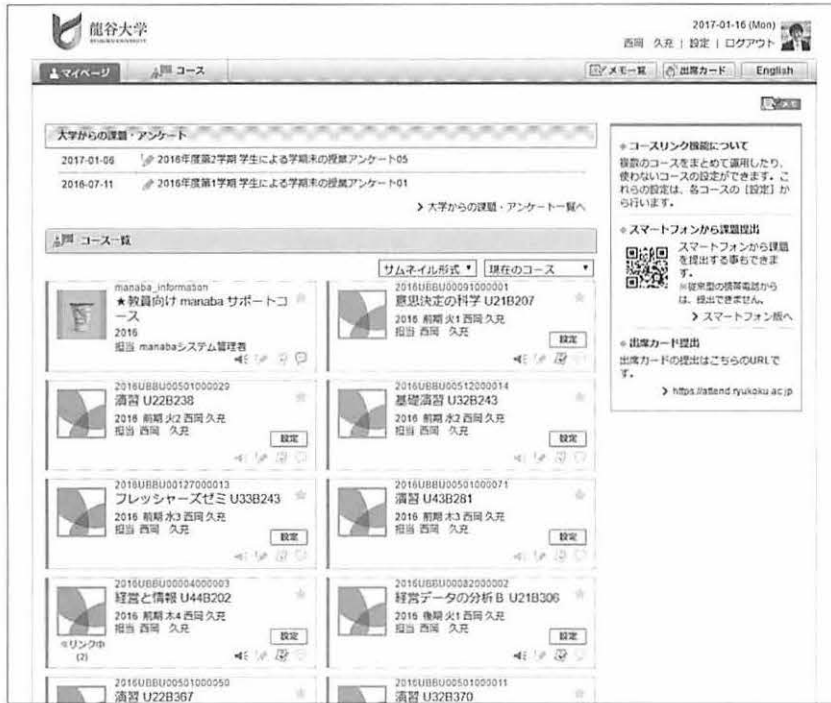 龍谷大学
RYUKOKU UNIVERSITY
2017-01-16 (Mon)
西岡 久充 | 設定 | ログアウト
マイページ
コース
メモ一覧
出席カード
English
メモ
大学からの課題・アンケート
2017-01-06 2016年度第2学期 学生による学期末の授業アンケート05
2016-07-11 2016年度第1学期 学生による学期末の授業アンケート01
大学からの課題・アンケート一覧へ
コース一覧
サムネイル形式
現在のコース
manaba_information
★教員向け manaba サポートコ
ース
2016
担当 manabaシステム管理者
2016UBBU00091000001
意思決定の科学 U21B207
2016 前期 火1 西岡 久充
担当 西岡 久充
設定
2016UBBU00501000029
演習 U22B238
2016 前期 火2 西岡 久充
担当 西岡 久充
設定
2016UBBU00512000014
基礎演習 U32B243
2016 前期 水2 西岡 久充
担当 西岡 久充
設定
2016UBBU00127000013
フレッシャーズゼミ U33B243
2016 前期 水3 西岡 久充
担当 西岡 久充
設定
2016UBBU00501000071
演習 U43B281
2016 前期 木3 西岡 久充
担当 西岡 久充
設定
2016UBBU00004000003
経営と情報 U44B202
2016 前期 木4 西岡 久充
担当 西岡 久充
設定
リンク中
(2)
2016UBBU00082000002
経営データの分析 B U21B306
2016 後期 火1 西岡 久充
担当 西岡 久充
設定
2016UBBU00501000050
演習 U22B367
2016UBBU00501000011
演習 U32B370
コースリンク機能について
複数のコースをまとめて運用したり、
使わないコースの設定ができます。こ
れらの設定は、各コースの［設定］か
ら行います。
スマートフォンから課題提出
スマートフォンから課題
を提出する事もできま
す。
※従来型の携帯電話から
は、提出できません。
スマートフォン版へ
出席カード提出
出席カードの提出はこちらのURLで
す。
https://attend.ryukoku.ac.jp